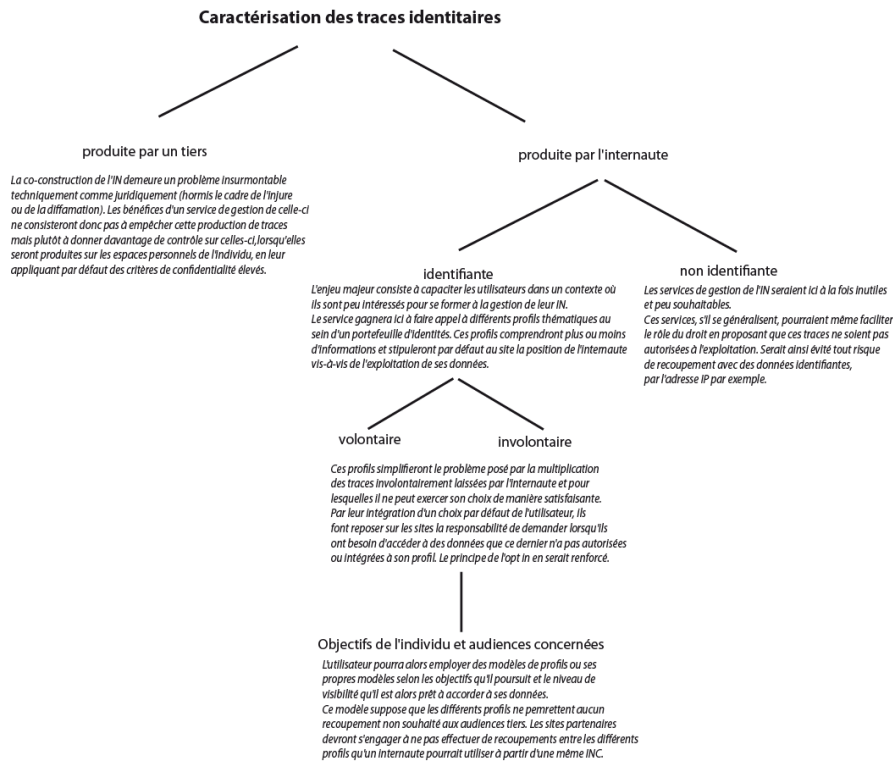 Caractérisation des traces identitaires
produite par un tiers
La co-construction de l'IN demeure un problème insurmontable
techniquement comme juridiquement (hormis le cadre de l'injure
ou de la diffamation). Les bénéfices d'un service de gestion de celle-ci
ne consisteront donc pas à empêcher cette production de traces
mais plutôt à donner davantage de contrôle sur celles-ci,lorsqu'elles
seront produites sur les espaces personnels de l'individu, en leur
appliquant par défaut des critères de confidentialité élevés.
produite par l'internaute
identifiante
L'enjeu majeur consiste à capaciter les utilisateurs dans un contexte où
ils sont peu intéressés pour se former à la gestion de leur IN.
Le service gagnera ici à faire appel à différents profils thématiques au
sein d'un portefeuille d'identités. Ces profils comprendront plus ou moins
d'informations et stipuleront par défaut au site la position de l'internaute
vis-à-vis de l'exploitation de ses données.
non identifiante
Les services de gestion de l'IN seraient ici à la fois inutiles
et peu souhaitables.
Ces services, s'il se généralisent, pourraient même faciliter
le rôle du droit en proposant que ces traces ne soient pas
autorisées à l'exploitation. Serait ainsi évité tout risque
de recoupement avec des données identifiantes,
par l'adresse IP par exemple.
volontaire
involontaire
Ces profils simplifieront le problème posé par la multiplication
des traces involontairement laissées par l'internaute et pour
lesquelles il ne peut exercer son choix de manière satisfaisante.
Par leur intégration d'un choix par défaut de l'utilisateur, ils
font reposer sur les sites la responsabilité de demander lorsqu'ils
ont besoin d'accéder à des données que ce dernier n'a pas autorisées
ou intégrées à son profil. Le principe de l'opt in en serait renforcé.
Objectifs de l'individu et audiences concernées
L'utilisateur pourra alors employer des modèles de profils ou ses
propres modèles selon les objectifs qu'il poursuit et le niveau de
visibilité qu'il est alors prêt à accorder à ses données.
Ce modèle suppose que les différents profils ne pemrettent aucun
recoupement non souhaité aux audiences tiers. Les sites partenaires
devront s'engager à ne pas effectuer de recoupements entre les différents
profils qu'un internaute pourrait utiliser à partir d'une même INC.